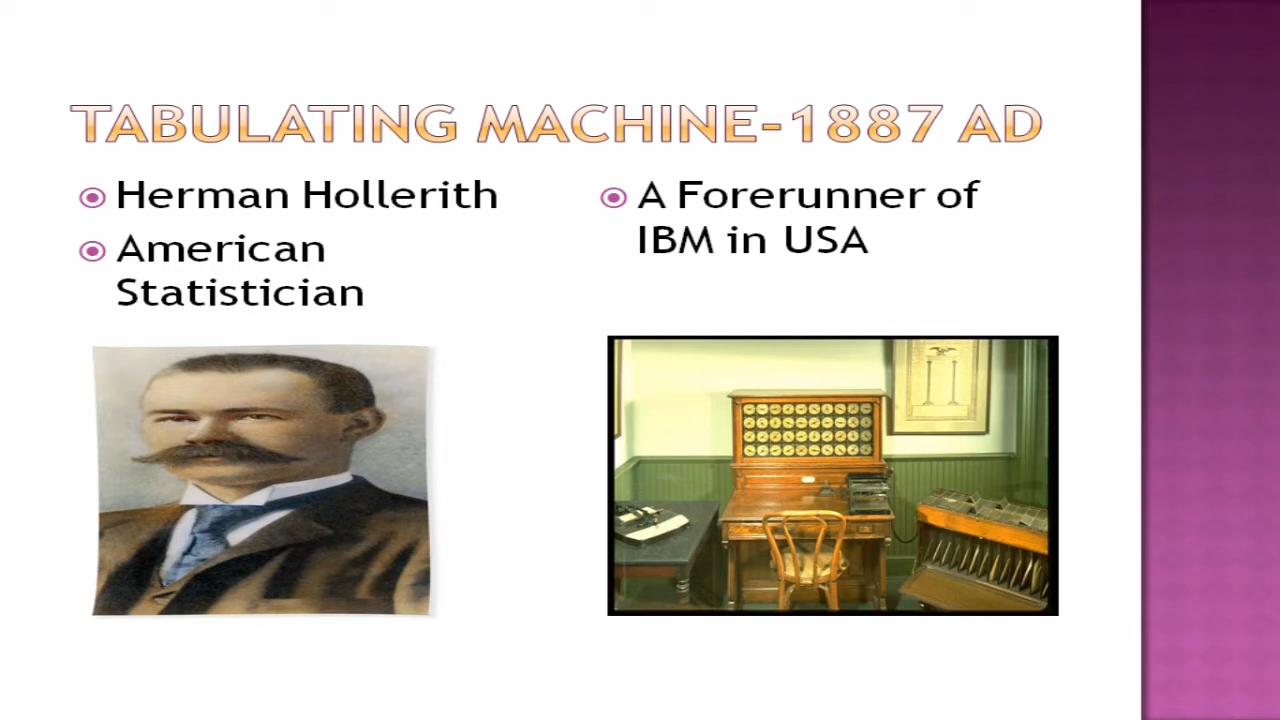 TABULATING MACHINE-1887 AD
Herman Hollerith
American
Statistician
A Forerunner of
IBM in USA